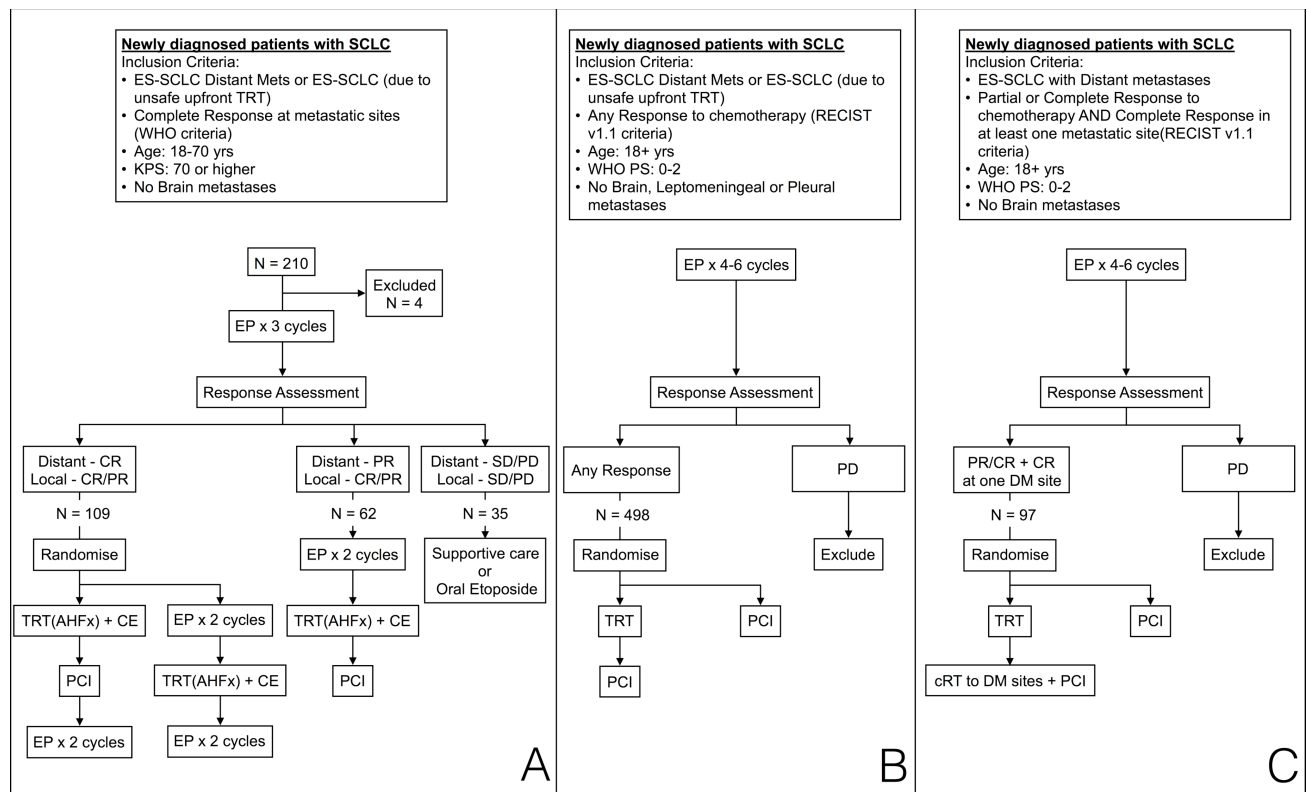 Newly diagnosed patients with SCLC
Inclusion Criteria:
• ES-SCLC Distant Mets or ES-SCLC (due to
unsafe upfront TRT)
• Complete Response at metastatic sites
(WHO criteria)
• Age: 18-70 yrs
• KPS: 70 or higher
• No Brain metastases
N = 210
Excluded
N = 4
EP x 3 cycles
Response Assessment
Distant - CR
Local - CR/PR
Distant - PR
Local - CR/PR
Distant - SD/PD
Local - SD/PD
N = 109
N = 62
N = 35
Randomise
EP x 2 cycles
Supportive care
or
Oral Etoposide
TRT(AHFx) + CE
EP x 2 cycles
TRT(AHFx) + CE
PCI
TRT(AHFx) + CE
PCI
EP x 2 cycles
EP x 2 cycles
A
Newly diagnosed patients with SCLC
Inclusion Criteria:
• ES-SCLC Distant Mets or ES-SCLC (due to
unsafe upfront TRT)
• Any Response to chemotherapy (RECIST
v1.1 criteria)
• Age: 18+ yrs
• WHO PS: 0-2
• No Brain, Leptomeningeal or Pleural
metastases
EP x 4-6 cycles
Response Assessment
Any Response
PD
N = 498
Randomise
Exclude
TRT
PCI
PCI
B
Newly diagnosed patients with SCLC
Inclusion Criteria:
• ES-SCLC with Distant metastases
• Partial or Complete Response to
chemotherapy AND Complete Response in
at least one metastatic site(RECIST v1.1
criteria)
• Age: 18+ yrs
• WHO PS: 0-2
• No Brain metastases
EP x 4-6 cycles
Response Assessment
PR/CR + CR
at one DM site
PD
N = 97
Randomise
Exclude
TRT
PCI
cRT to DM sites + PCI
C